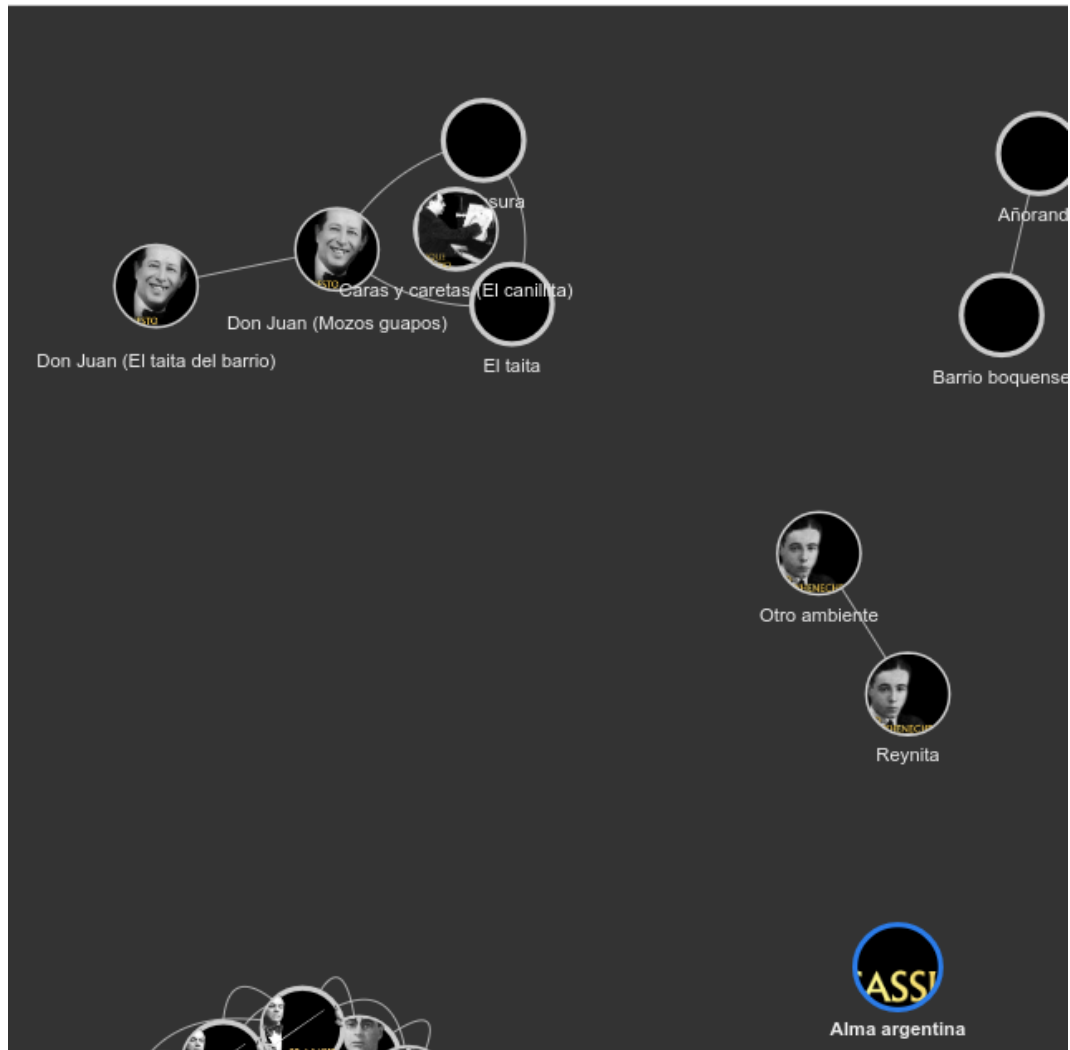 sura
Añorand
Caras y caretas (El canillita)
Don Juan (Mozos guapos)
Don Juan (El taita del barrio)
El taita
Barrio boquense
Otro ambiente
Reynita
ASSI
Alma argentina